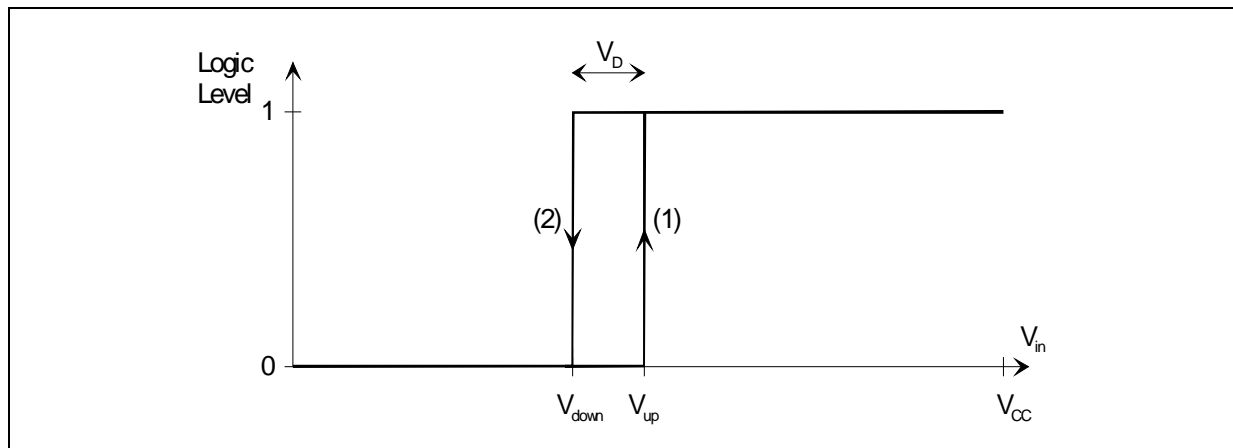 V_D
Logic
Level
1
(2)
(1)
V_in
0
V_down
V_up
V_CC